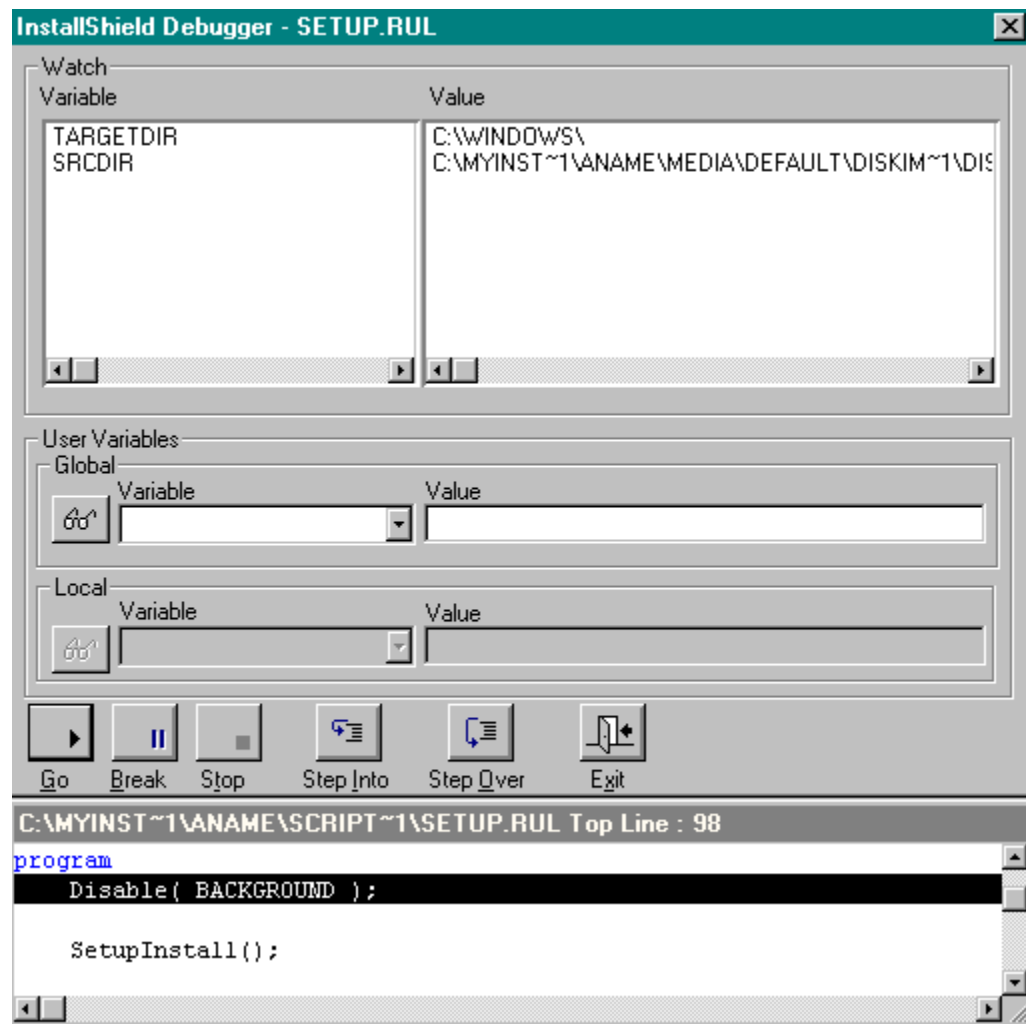 InstallShield Debugger - SETUP.RUL
Watch
Variable Value
TARGETDIR C:\WINDOWS\
SRCDIR C:\MYINST~1\ANAME\MEDIA\DEFAULT\DISKIM~1\DIS
User Variables
Global
Variable Value
Local
Variable Value
Go Break Stop Step Into Step Over Exit
C:\MYINST~1\ANAME\SCRIPT~1\SETUP.RUL Top Line : 98
program
Disable( BACKGROUND );
SetupInstall();